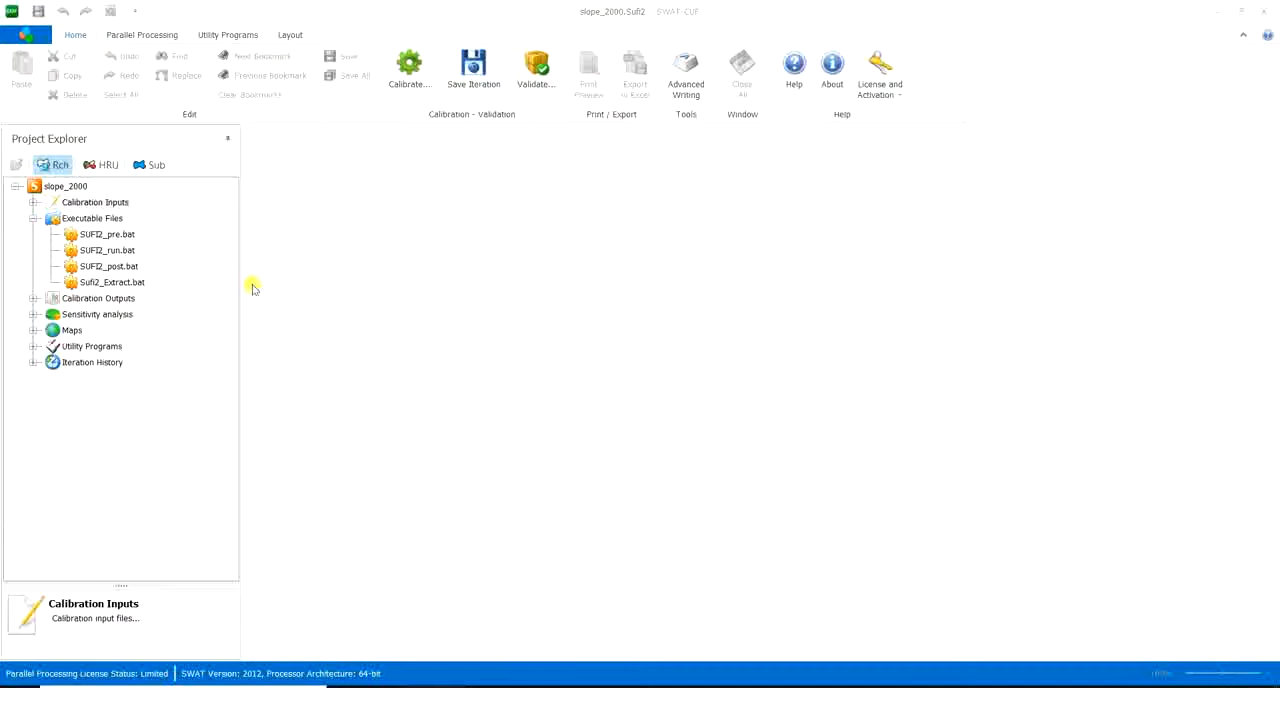 slope_2000.Sufi2 SWAT-CUP
Home Parallel Processing Utility Programs Layout
Paste
Cut
Copy
Delete
Undo
Redo
Select All
Find
Replace
Next Bookmark
Previous Bookmark
Clear Bookmarks
Save
Save All
Calibrate...
Save Iteration
Validate...
Print
Preview
Export
to Excel
Advanced
Writing
Close
All
Help
About
License and
Activation
Edit
Calibration - Validation
Print / Export
Tools
Window
Help
Project Explorer
Rch HRU Sub
slope_2000
Calibration Inputs
Executable Files
SUFI2_pre.bat
SUFI2_run.bat
SUFI2_post.bat
Sufi2_Extract.bat
Calibration Outputs
Sensitivity analysis
Maps
Utility Programs
Iteration History
Calibration Inputs
Calibration input files...
Parallel Processing License Status: Limited SWAT Version: 2012, Processor Architecture: 64-bit